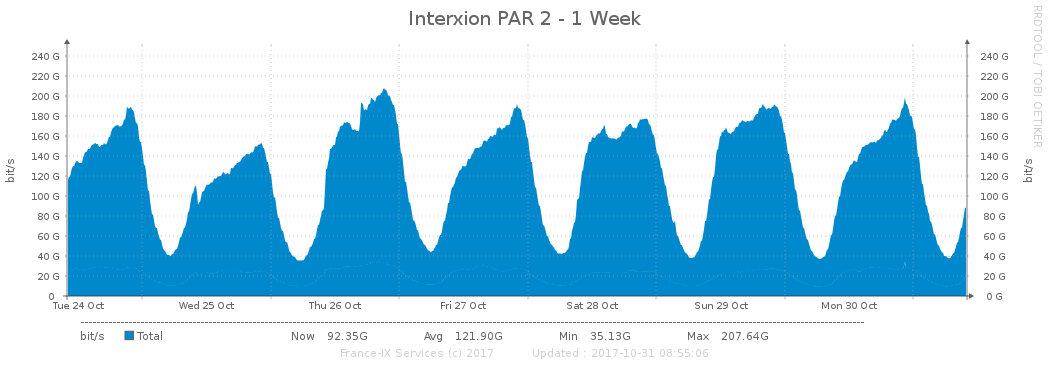 Interxion PAR 2 - 1 Week
RRDTOOL / TOBI OETIKER
240 G 240 G
220 G 220 G
200 G 200 G
180 G 180 G
160 G 160 G
140 G 140 G
120 G 120 G
100 G 100 G
80 G 80 G
60 G 60 G
40 G 40 G
20 G 20 G
0 0 G
bit/s bit/s
Tue 24 Oct Wed 25 Oct Thu 26 Oct Fri 27 Oct Sat 28 Oct Sun 29 Oct Mon 30 Oct
bit/s Total Now 92.35G Avg 121.90G Min 35.13G Max 207.64G
France-IX Services (c) 2017 Updated : 2017-10-31 08:55:06